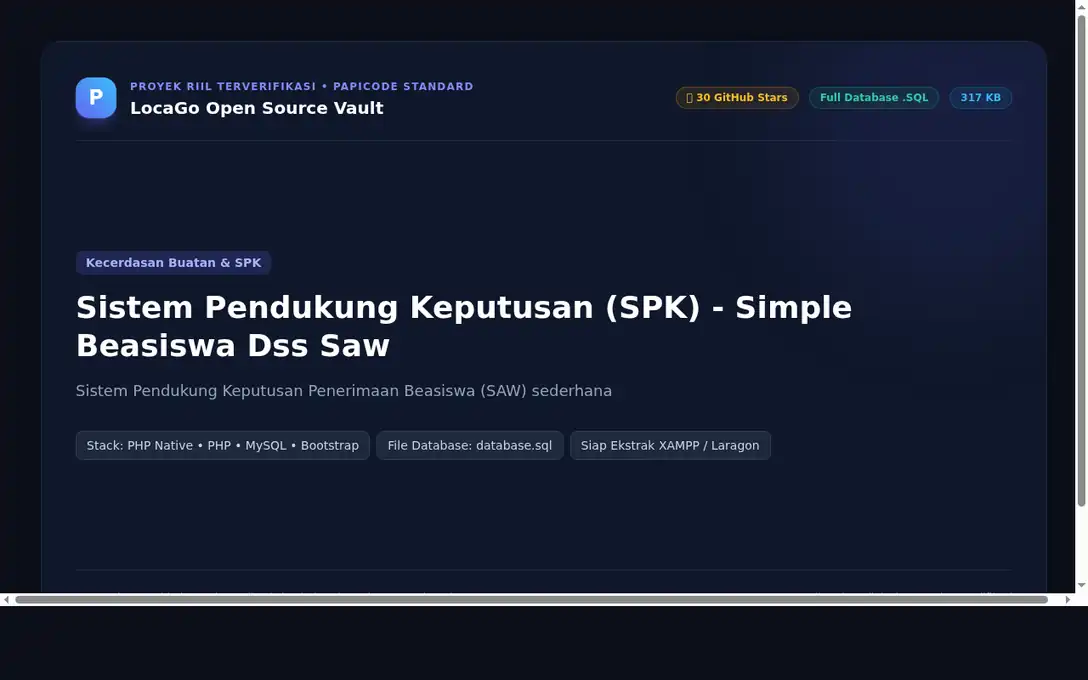 P
PROYEK RIIL TERVERIFIKASI • PAPICODE STANDARD
LocaGo Open Source Vault
30 GitHub Stars
Full Database .SQL
317 KB
Kecerdasan Buatan & SPK
Sistem Pendukung Keputusan (SPK) - Simple
Beasiswa Dss Saw
Sistem Pendukung Keputusan Penerimaan Beasiswa (SAW) sederhana
Stack: PHP Native • PHP • MySQL • Bootstrap
File Database: database.sql
Siap Ekstrak XAMPP / Laragon